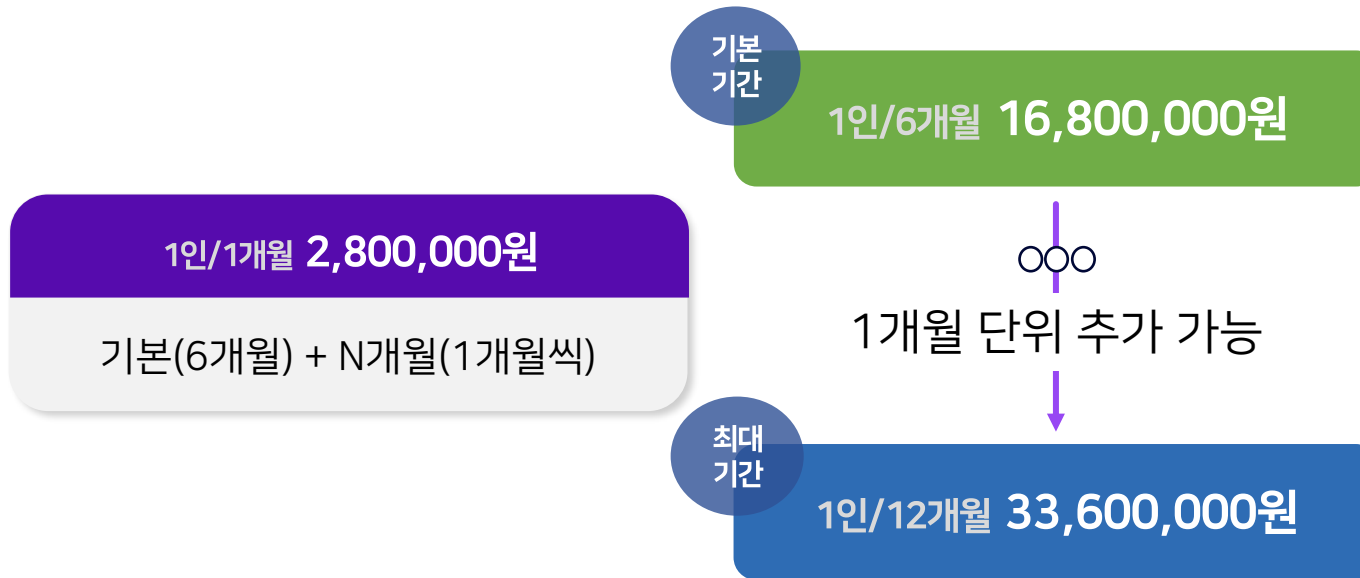 1인/1개월 2,800,000원
기본(6개월) + N개월(1개월씩)
기본
기간
1인/6개월 16,800,000원
1개월 단위 추가 가능
최대
기간
1인/12개월 33,600,000원